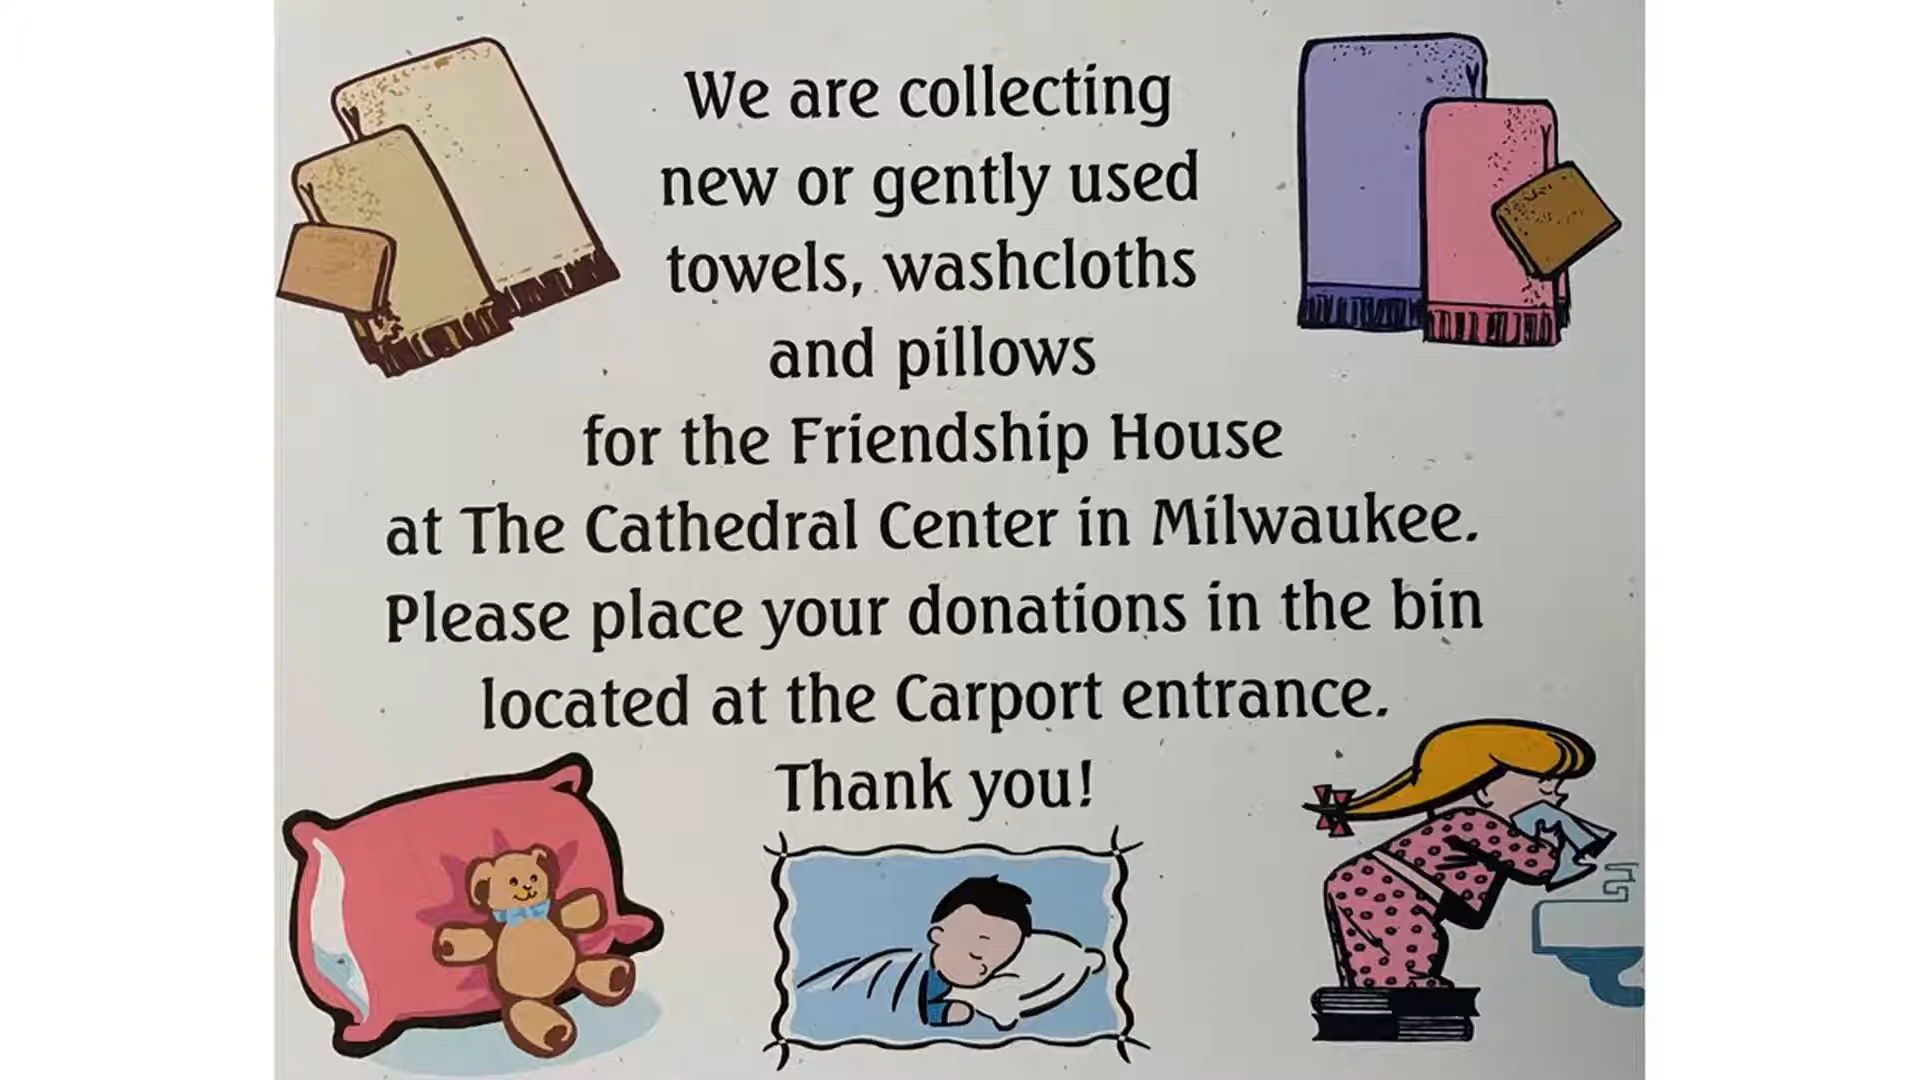 We are collecting
new or gently used
towels, washcloths
and pillows
for the Friendship House
at The Cathedral Center in Milwaukee.
Please place your donations in the bin
located at the Carport entrance.
Thank you!